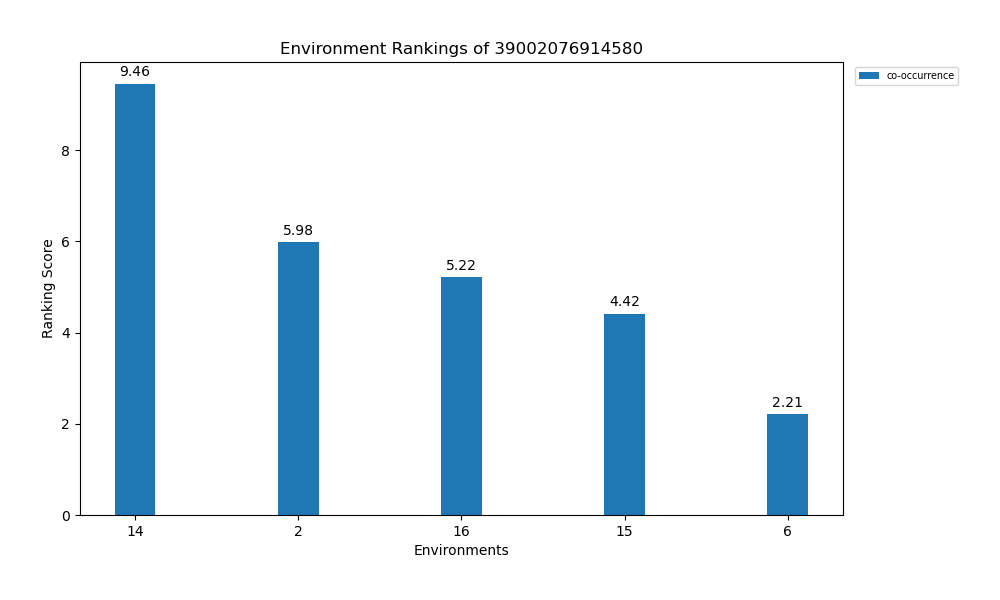 Environment Rankings of 39002076914580
co-occurrence
9.46
5.98
5.22
4.42
2.21
Ranking Score
8
6
4
2
0
14 2 16 15 6
Environments